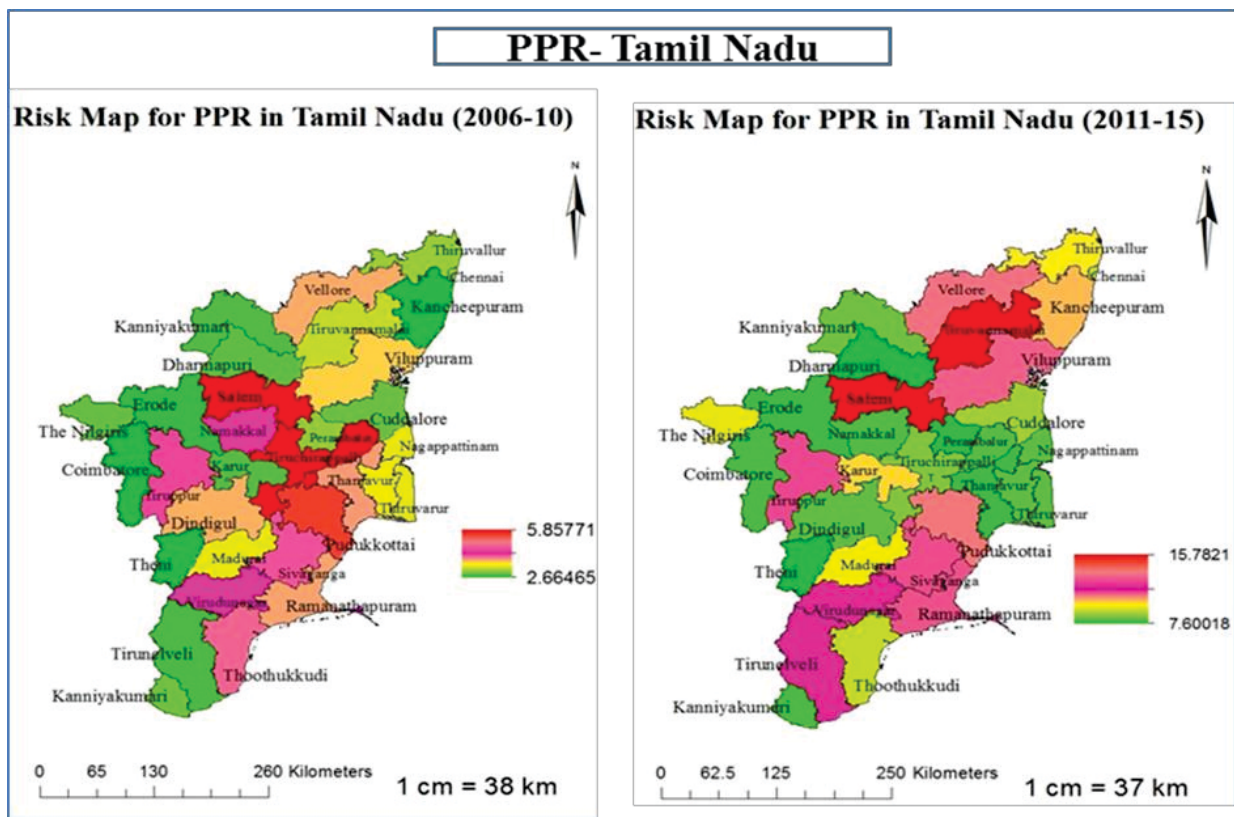 PPR- Tamil Nadu
Risk Map for PPR in Tamil Nadu (2006-10)
N
Thiruvallur
Chennai
Vellore
Kancheepuram
Kanniyakumari
Tiruvannamalai
Dharmapuri
Viluppuram
Salem
Erode
Cuddalore
The Nilgiris
Namakkal
Perambalur
Nagappattinam
Coimbatore
Karur
Tiruchirappalli
Thanjavur
Tiruppur
Thiruvarur
Dindigul
5.85771
Pudukkottai
Theni
Madurai
2.66465
Sivaganga
Virudunagar
Ramanathapuram
Tirunelveli
Thoothukkudi
Kanniyakumari
0 65 130 260 Kilometers
1 cm = 38 km
Risk Map for PPR in Tamil Nadu (2011-15)
N
Thiruvallur
Chennai
Vellore
Kancheepuram
Kanniyakumari
Tiruvannamalai
Viluppuram
Dharmapuri
Salem
Erode
Cuddalore
The Nilgiris
Namakkal
Perambalur
Nagappattinam
Coimbatore
Karur
Tiruchirappalli
Thanjavur
Tiruppur
Thiruvarur
Dindigul
Pudukkottai
15.7821
Theni
Madurai
Sivaganga
Virudunagar
Ramanathapuram
7.60018
Tirunelveli
Thoothukkudi
Kanniyakumari
0 62.5 125 250 Kilometers
1 cm = 37 km